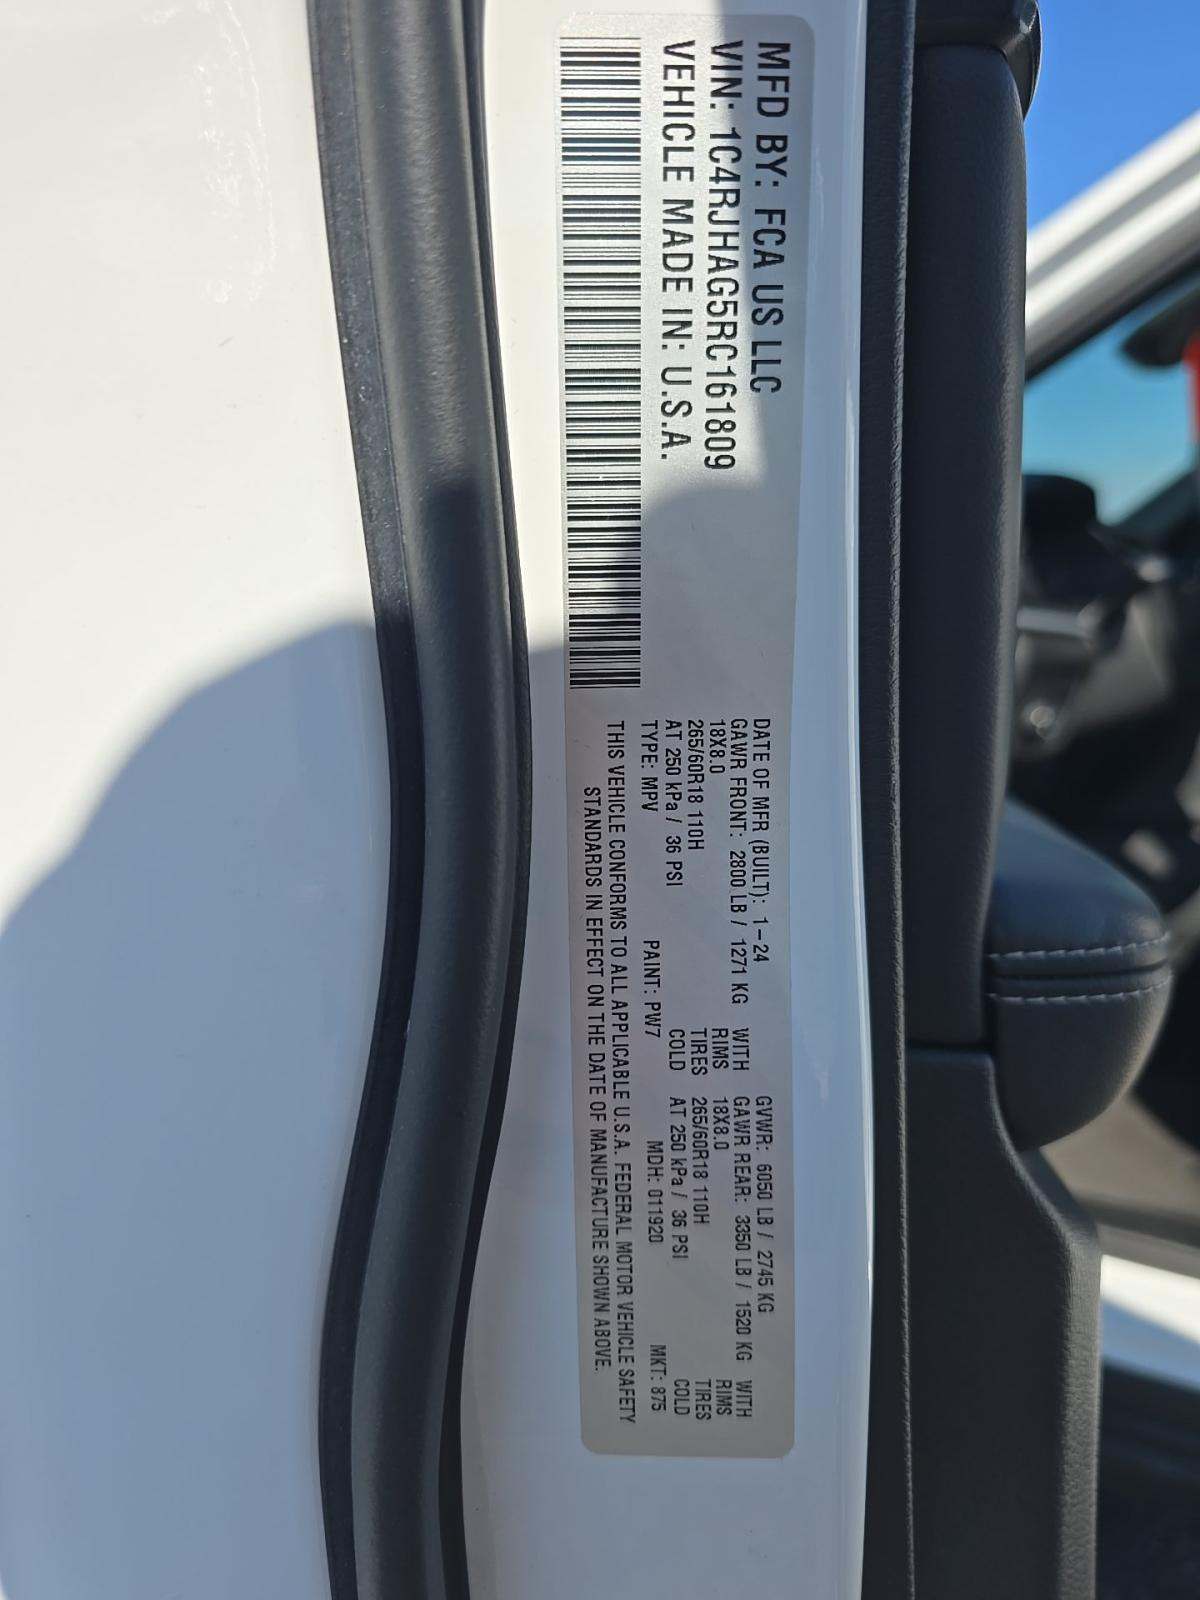 MFD BY: FCA US LLC
VIN: 1C4RJHAG5RC161809
VEHICLE MADE IN: U.S.A.
DATE OF MFR (BUILT): 1-24 GVWR: 6050 LB / 2745 KG
GAWR FRONT: 2800 LB / 1271 KG WITH GAWR REAR: 3350 LB / 1520 KG WITH
18X8.0 RIMS 18X8.0 RIMS
265/60R18 110H TIRES 265/60R18 110H TIRES
AT 250 kPa / 36 PSI COLD AT 250 kPa / 36 PSI COLD
TYPE: MPV PAINT: PW7 MDH: 011920 MKT: 875
THIS VEHICLE CONFORMS TO ALL APPLICABLE U.S.A. FEDERAL MOTOR VEHICLE SAFETY
STANDARDS IN EFFECT ON THE DATE OF MANUFACTURE SHOWN ABOVE.